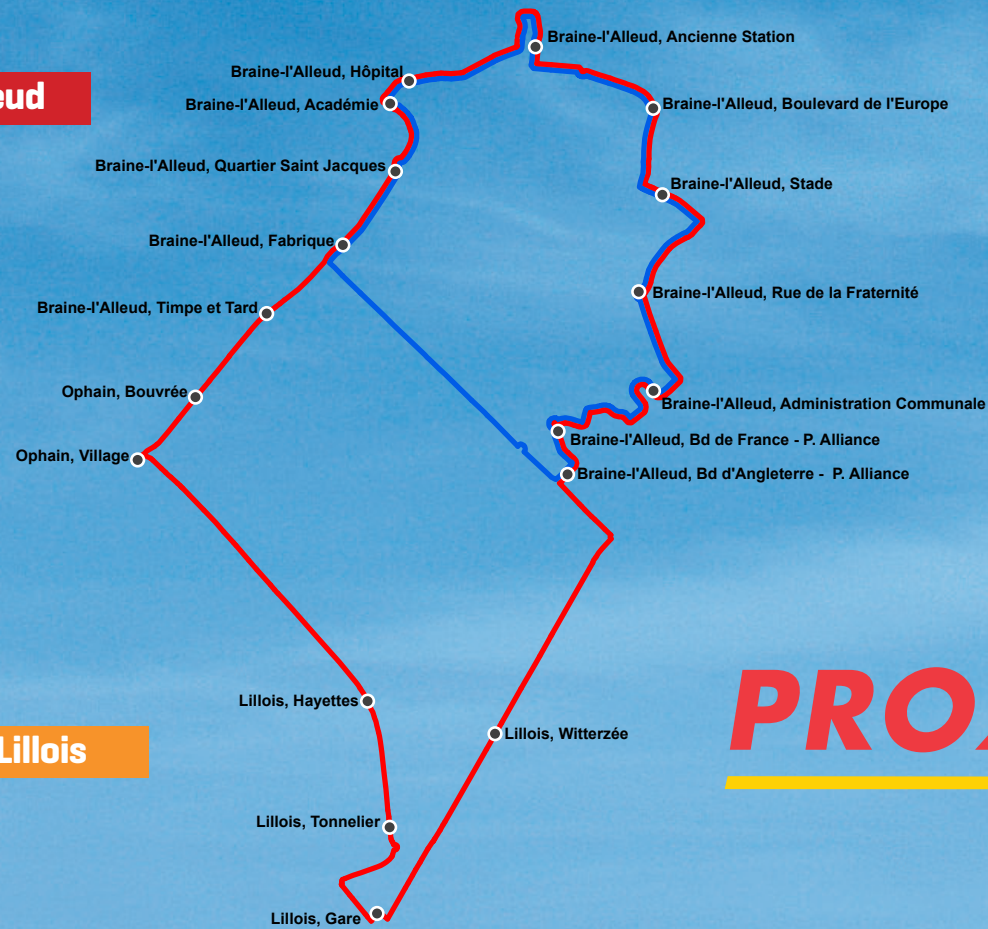 Braine-l'Alleud, Ancienne Station
Braine-l'Alleud, Hôpital
eud
Braine-l'Alleud, Académie
Braine-l'Alleud, Boulevard de l'Europe
Braine-l'Alleud, Quartier Saint Jacques
Braine-l'Alleud, Stade
Braine-l'Alleud, Fabrique
Braine-l'Alleud, Rue de la Fraternité
Braine-l'Alleud, Timpe et Tard
Ophain, Bouvrée
Braine-l'Alleud, Administration Communale
Braine-l'Alleud, Bd de France - P. Alliance
Ophain, Village
Braine-l'Alleud, Bd d'Angleterre - P. Alliance
Lillois, Hayettes
Lillois, Witterzée
PRO
Lillois
Lillois, Tonnelier
Lillois, Gare